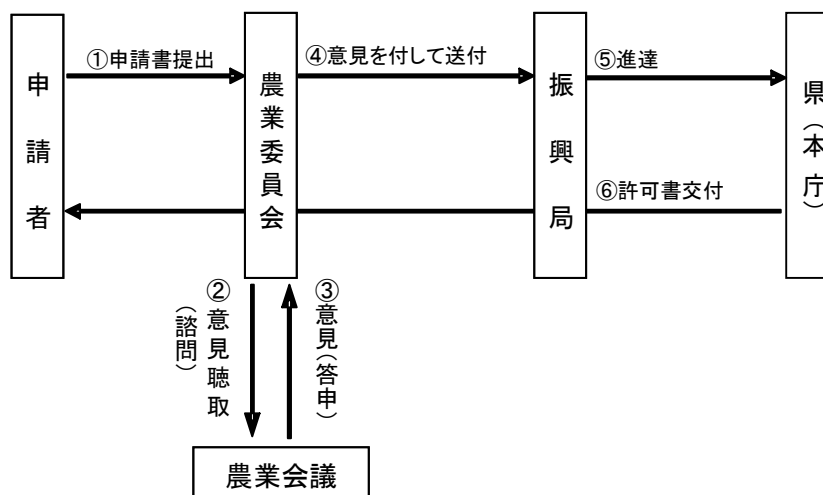 ①申請書提出
④意見を付して送付
⑤進達
申請者
農業委員会
振興局
県(本庁)
⑥許可書交付
②意見聴取
(諮問)
③意見(答申)
農業会議